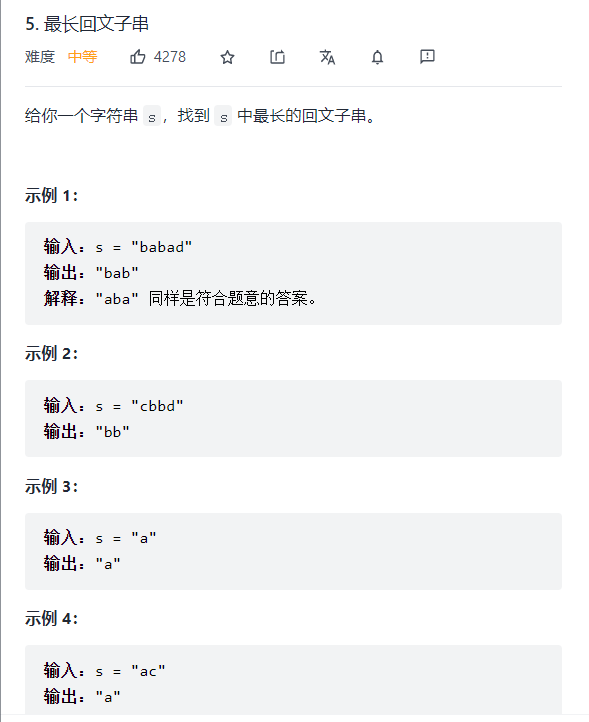 5. 最长回文子串
难度 中等 4278
给你一个字符串 s，找到 s 中最长的回文子串。
示例 1：
输入：s = "babad"
输出："bab"
解释："aba" 同样是符合题意的答案。
示例 2：
输入：s = "cbbd"
输出："bb"
示例 3：
输入：s = "a"
输出："a"
示例 4：
输入：s = "ac"
输出："a"